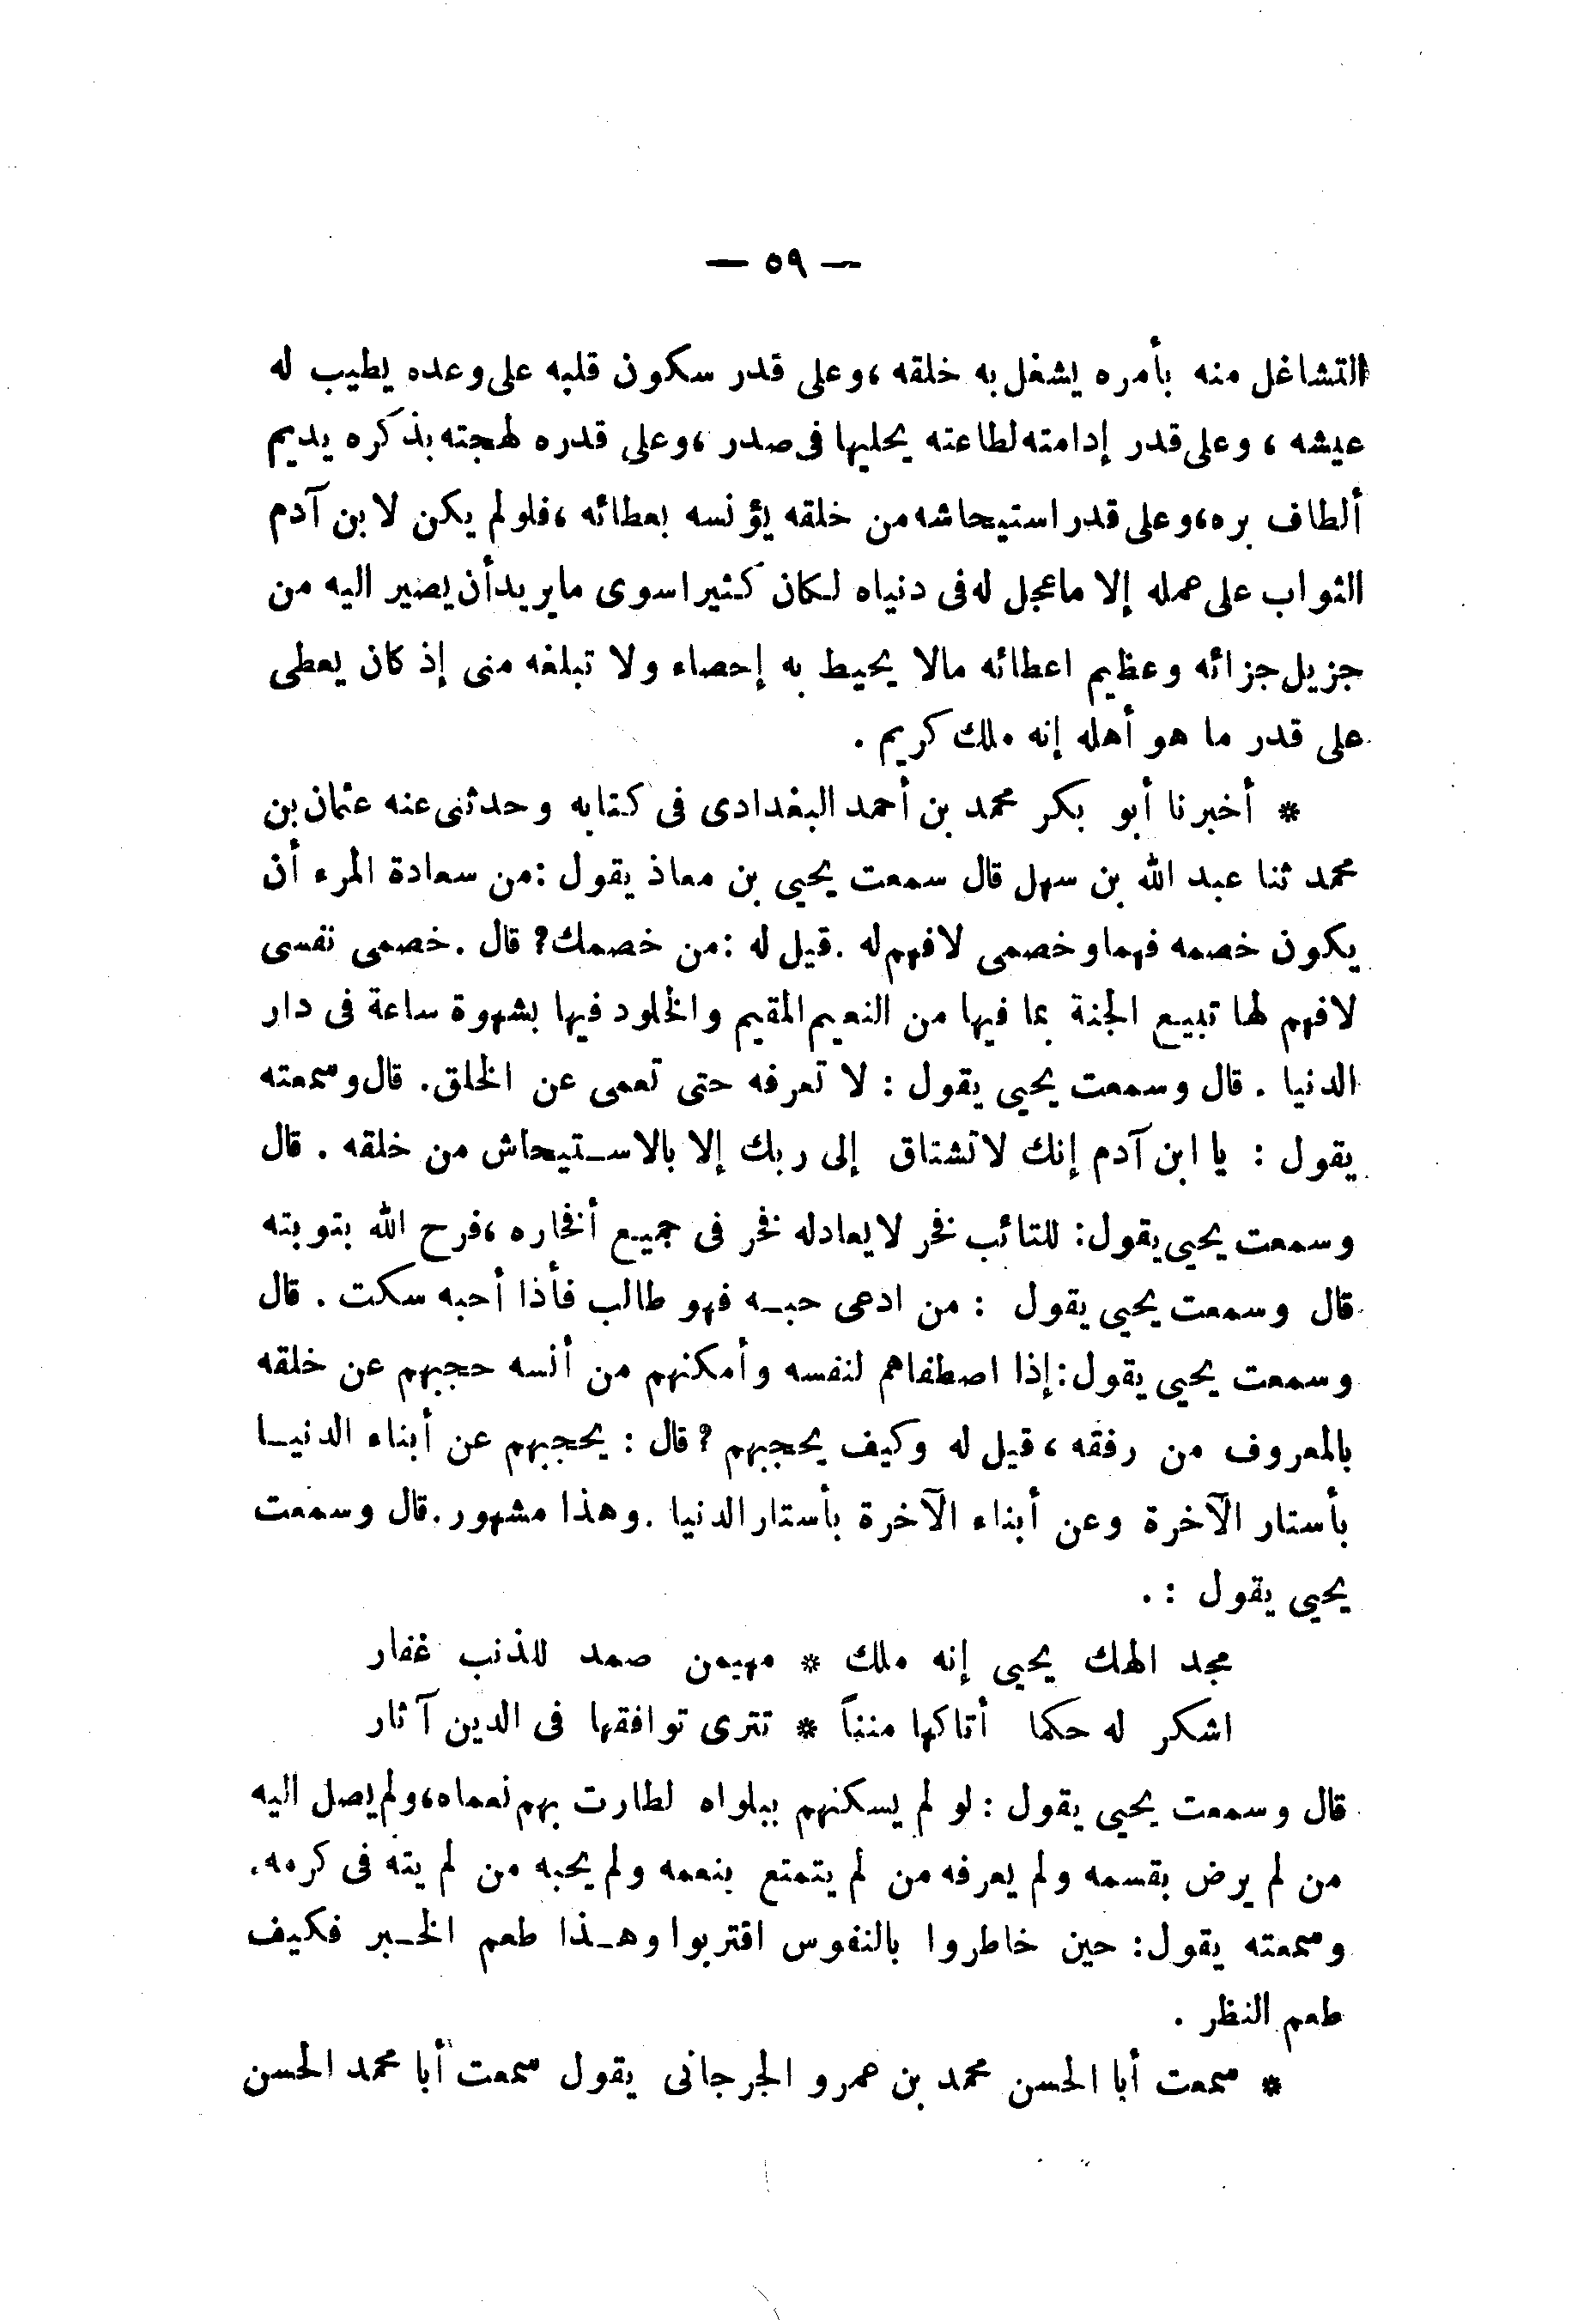 — ٥٩ —
التشاغل منه بأمره يشغل به خلقه ، وعلى قدر سكون قلبه على وعده يطيب له
عيشه ، وعلى قدر إدامته لطاعته يحليها فى صدر ، وعلى قدره لهجته بذكره يديم
ألطاف بره ، وعلى قدر استيحاشه من خلقه يؤنسه بعطائه ، فلو لم يكن لابن آدم
الثواب على عمله إلا ما عجل له فى دنياه لكان كثيرا سوى ما يريد أن يصير اليه من
جزيل جزائه وعظيم اعطائه مالا يحيط به إحصاء ولا تبلغه منى إذ كان يعطى
على قدر ما هو أهله إنه ملك كريم .
* أخبرنا أبو بكر محمد بن أحمد البغدادى فى كتابه وحدثنى عنه عثمان بن
محمد ثنا عبد الله بن سهل قال سمعت يحيى بن معاذ يقول : من سعادة المرء أن
يكون خصمه فهما وخصمى لافهم له . قيل له : من خصمك ؟ قال . خصمى نفسى
لافهم لها تبيع الجنة بما فيها من النعيم المقيم والخلود فيها بشهوة ساعة فى دار
الدنيا . قال وسمعت يحيى يقول : لا تعرفه حتى تعمى عن الخلق . قال وسمعته
يقول : يا ابن آدم إنك لاتشتاق إلى ربك إلا بالاستيحاش من خلقه . قال
وسمعت يحيى يقول : للتائب فخر لايعادله فخر فى جميع أفخاره ، فرح الله بتوبته
قال وسمعت يحيى يقول : من ادعى حبه فهو طالب فأذا أحبه سكت . قال
وسمعت يحيى يقول : إذا اصطفاهم لنفسه وأمكنهم من أنسه حجبهم عن خلقه
بالمعروف من رفقه ، قيل له وكيف يحجبهم ؟ قال : يحجبهم عن أبناء الدنيا
بأستار الآخرة وعن أبناء الآخرة بأستار الدنيا . وهذا مشهور . قال وسمعت
يحيى يقول : .
مجد الهك يحيى إنه ملك * مهيمن صمد للذنب غفار
اشكر له حكما أتاكها منناً * تترى توافقها فى الدين آثار
قال وسمعت يحيى يقول : لو لم يسكنهم ببلواه لطارت بهم نعماه ، ولم يصل اليه
من لم يرض بقسمه ولم يعرفه من لم يتمتع بنعمه ولم يحبه من لم يته فى كرمه .
وسمعته يقول : حين خاطروا بالنفوس اقتربوا وهذا طعم الخبر فكيف
طعم النظر .
* سمعت أبا الحسن محمد بن عمرو الجرجانى يقول سمعت أبا محمد الحسن